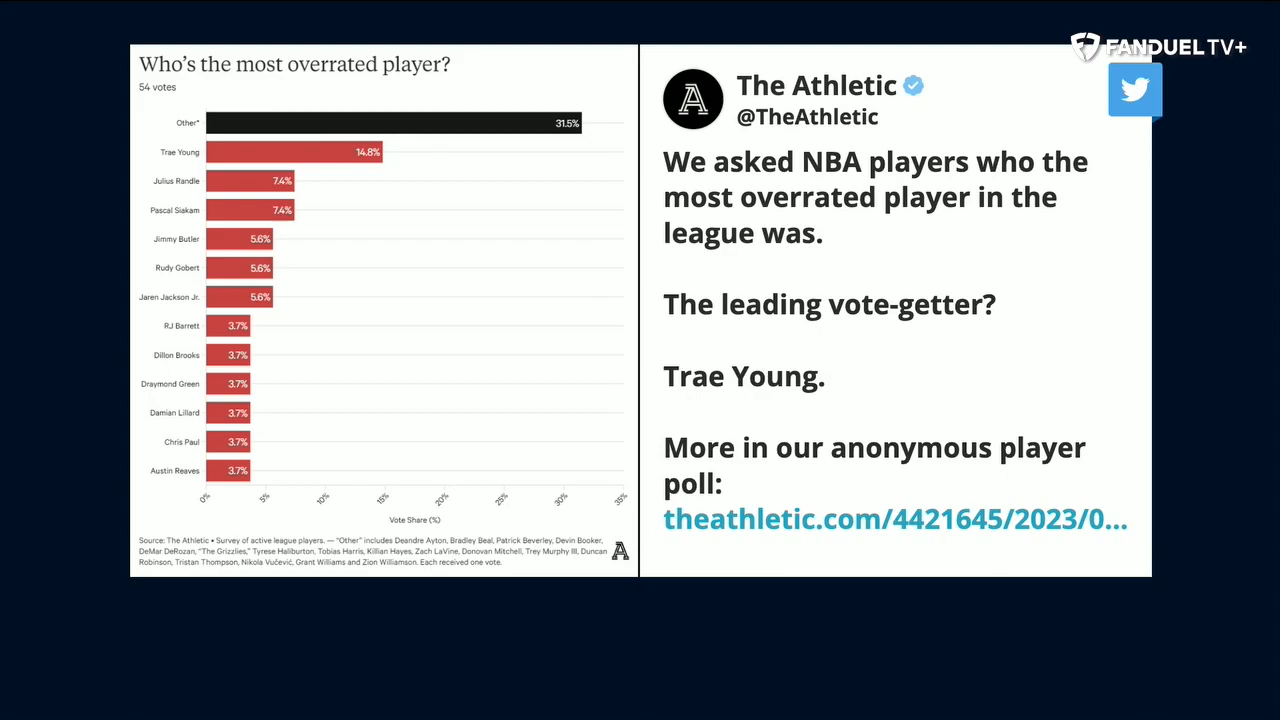 FANDUEL TV+
Who's the most overrated player?
54 votes
Other* 31.5%
Trae Young 14.8%
Julius Randle 7.4%
Pascal Siakam 7.4%
Jimmy Butler 5.6%
Rudy Gobert 5.6%
Jaren Jackson Jr. 5.6%
RJ Barrett 3.7%
Dillon Brooks 3.7%
Draymond Green 3.7%
Damian Lillard 3.7%
Chris Paul 3.7%
Austin Reaves 3.7%
0% 5% 10% 15% 20% 25% 30% 35%
Vote Share (%)
Source: The Athletic • Survey of active league players. — "Other" includes Deandre Ayton, Bradley Beal, Patrick Beverley, Devin Booker,
DeMar DeRozan, "The Grizzlies," Tyrese Haliburton, Tobias Harris, Killian Hayes, Zach LaVine, Donovan Mitchell, Trey Murphy III, Duncan
Robinson, Tristan Thompson, Nikola Vučević, Grant Williams and Zion Williamson. Each received one vote.
A
A
The Athletic
@TheAthletic
We asked NBA players who the
most overrated player in the
league was.
The leading vote-getter?
Trae Young.
More in our anonymous player
poll:
theathletic.com/4421645/2023/0...